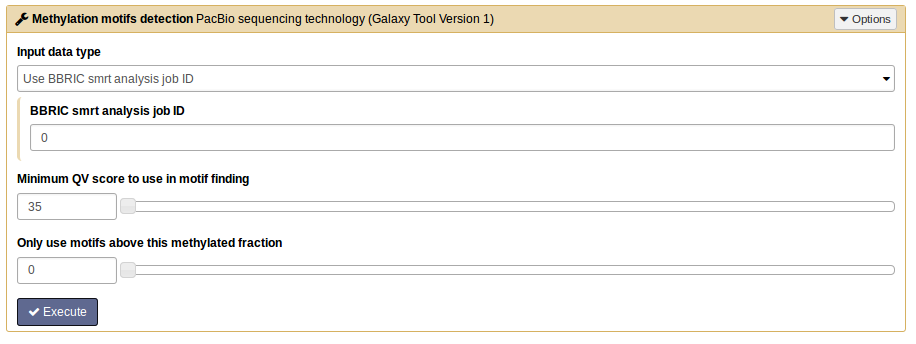 Methylation motifs detection PacBio sequencing technology (Galaxy Tool Version 1)
Options
Input data type
Use BBRIC smrt analysis job ID
BBRIC smrt analysis job ID
0
Minimum QV score to use in motif finding
35
Only use motifs above this methylated fraction
0
Execute